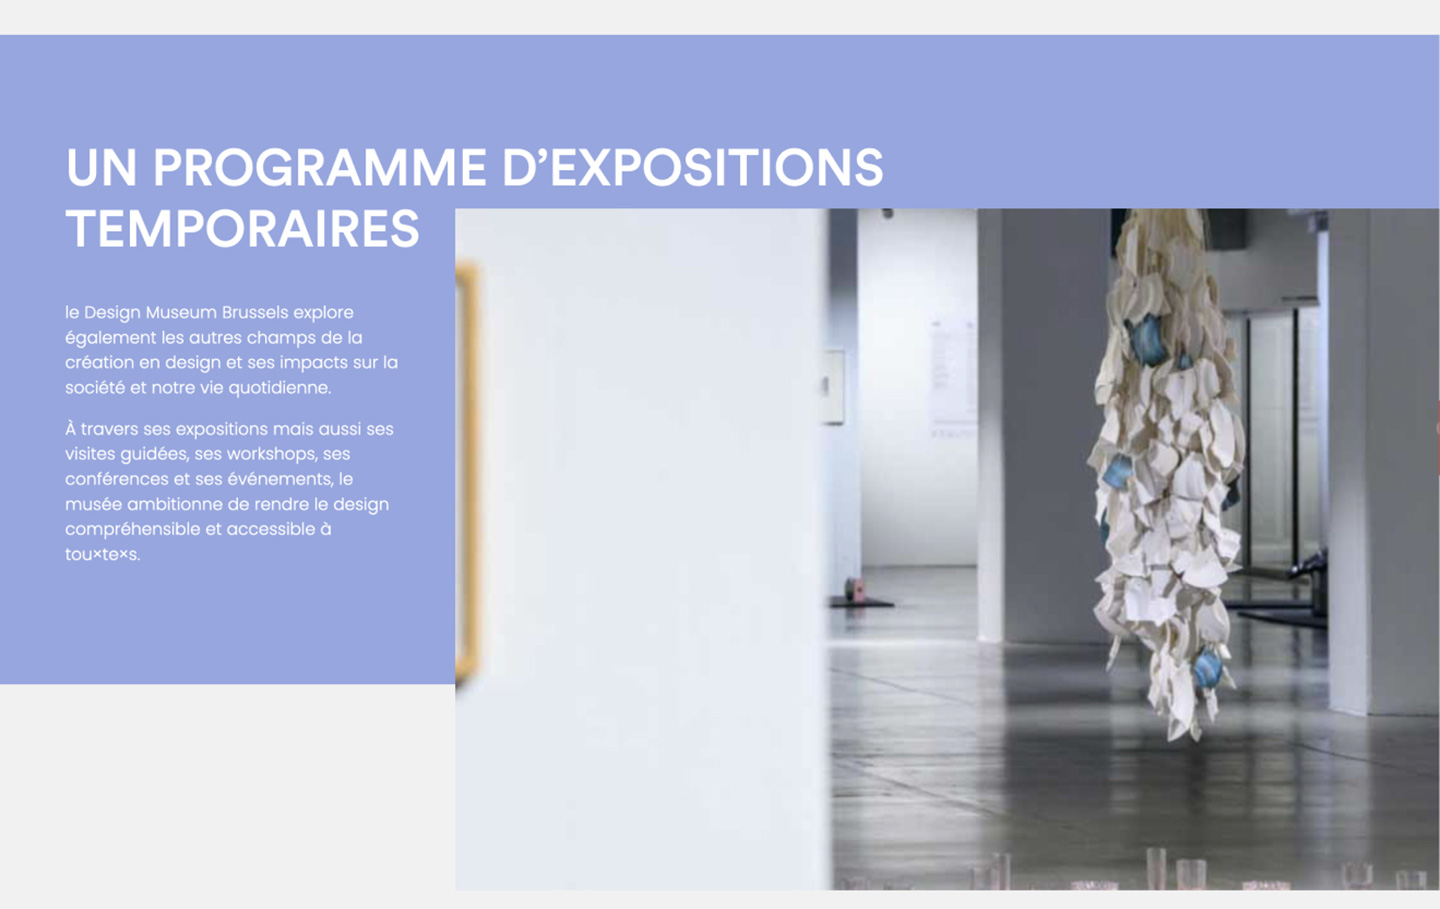 UN PROGRAMME D’EXPOSITIONS
TEMPORAIRES
le Design Museum Brussels explore
également les autres champs de la
création en design et ses impacts sur la
société et notre vie quotidienne.
À travers ses expositions mais aussi ses
visites guidées, ses workshops, ses
conférences et ses événements, le
musée ambitionne de rendre le design
compréhensible et accessible à
tou×te×s.